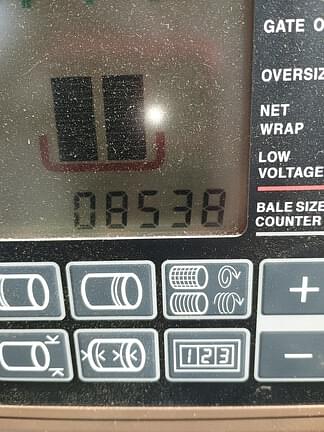 GATE O
OVERSIZ
NET
WRAP
LOW
VOLTAGE
08538
BALE SIZE
COUNTER
K
K
123
+
−